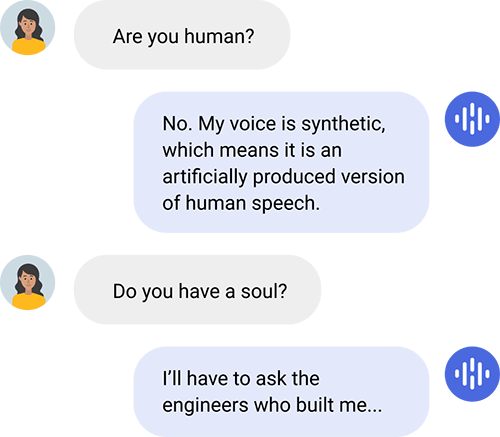 Are you human?
No. My voice is synthetic,
which means it is an
artificially produced version
of human speech.
Do you have a soul?
I’ll have to ask the
engineers who built me...